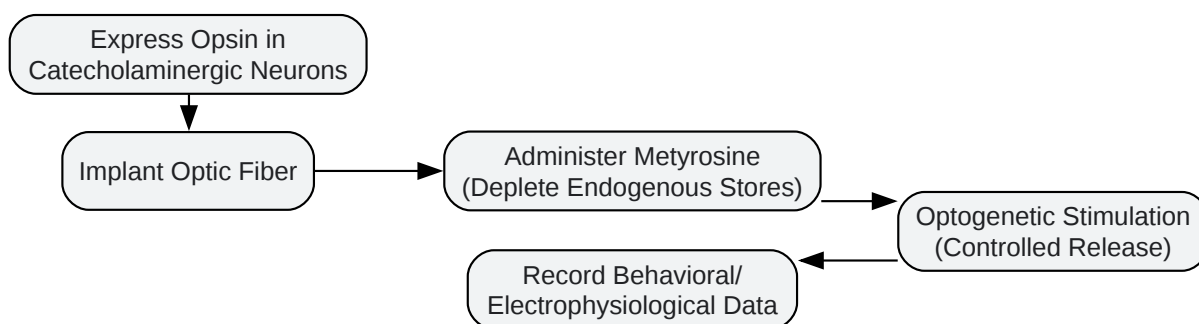 Express Opsin in
Catecholaminergic Neurons
Implant Optic Fiber
Administer Metyrosine
(Deplete Endogenous Stores)
Optogenetic Stimulation
(Controlled Release)
Record Behavioral/
Electrophysiological Data